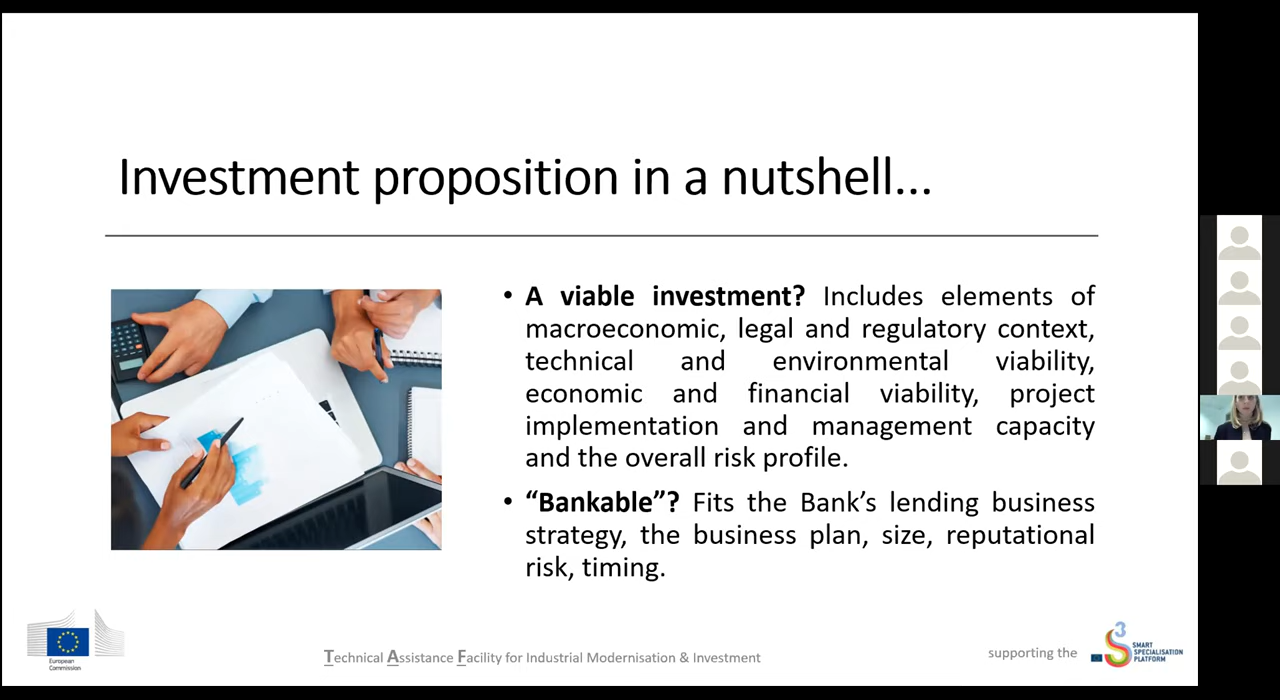 Investment proposition in a nutshell...
• A viable investment? Includes elements of
macroeconomic, legal and regulatory context,
technical and environmental viability,
economic and financial viability, project
implementation and management capacity
and the overall risk profile.
• “Bankable”? Fits the Bank’s lending business
strategy, the business plan, size, reputational
risk, timing.
European
Commission
Technical Assistance Facility for Industrial Modernisation & Investment
supporting the
S3
SMART
SPECIALISATION
PLATFORM